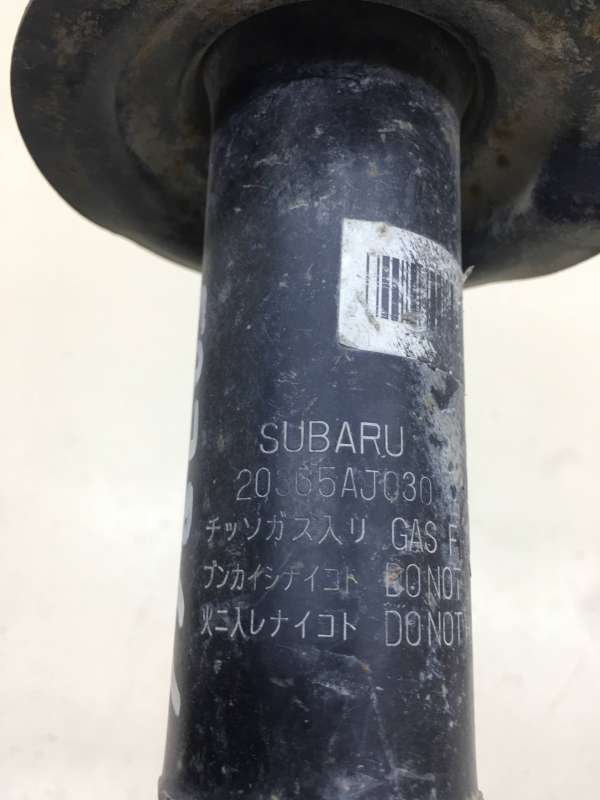 SUBARU
20365AJ030
チッソガス入リ GAS F
ブンカイシナイコト DO NOT
火ニ入レナイコト DO NOT